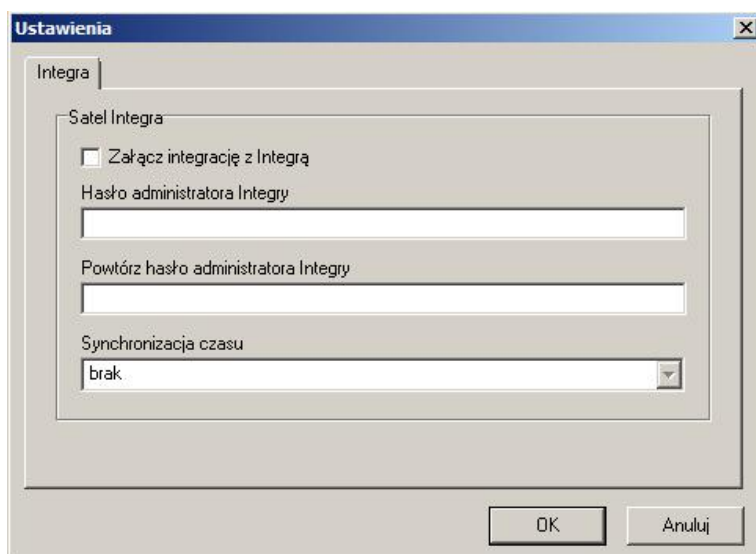 Ustawienia
Integra
Satel Integra
Załącz integrację z Integrą
Hasło administratora Integry
Powtórz hasło administratora Integry
Synchronizacja czasu
brak
OK Anuluj